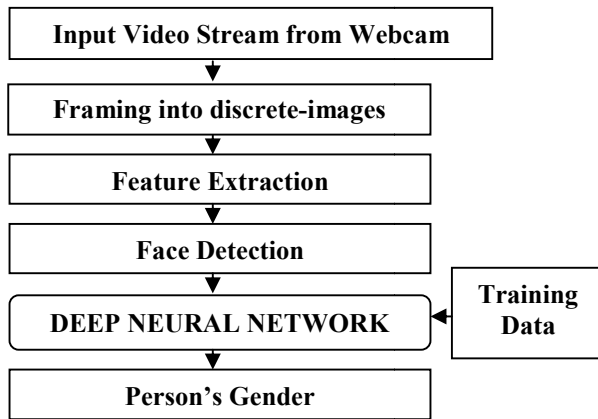 Input Video Stream from Webcam
Framing into discrete-images
Feature Extraction
Face Detection
DEEP NEURAL NETWORK
Training
Data
Person's Gender